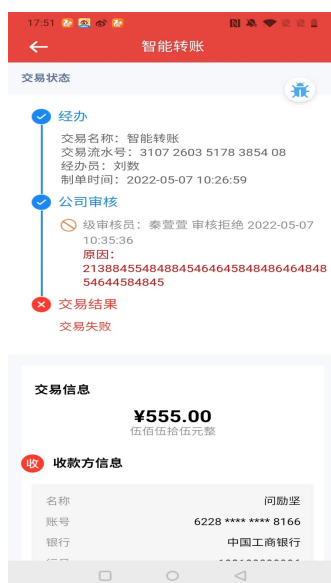 17:51
智能转账
交易状态
经办
交易名称：智能转账
交易流水号：3107 2603 5178 3854 08
经办员：刘数
制单时间：2022-05-07 10:26:59
公司审核
级审核员：秦萱萱 审核拒绝 2022-05-07
10:35:36
原因：
213884554848845464645848486464848
54644584845
交易结果
交易失败
交易信息
¥555.00
伍佰伍拾伍元整
收 收款方信息
名称 问励坚
账号 6228 **** **** 8166
银行 中国工商银行